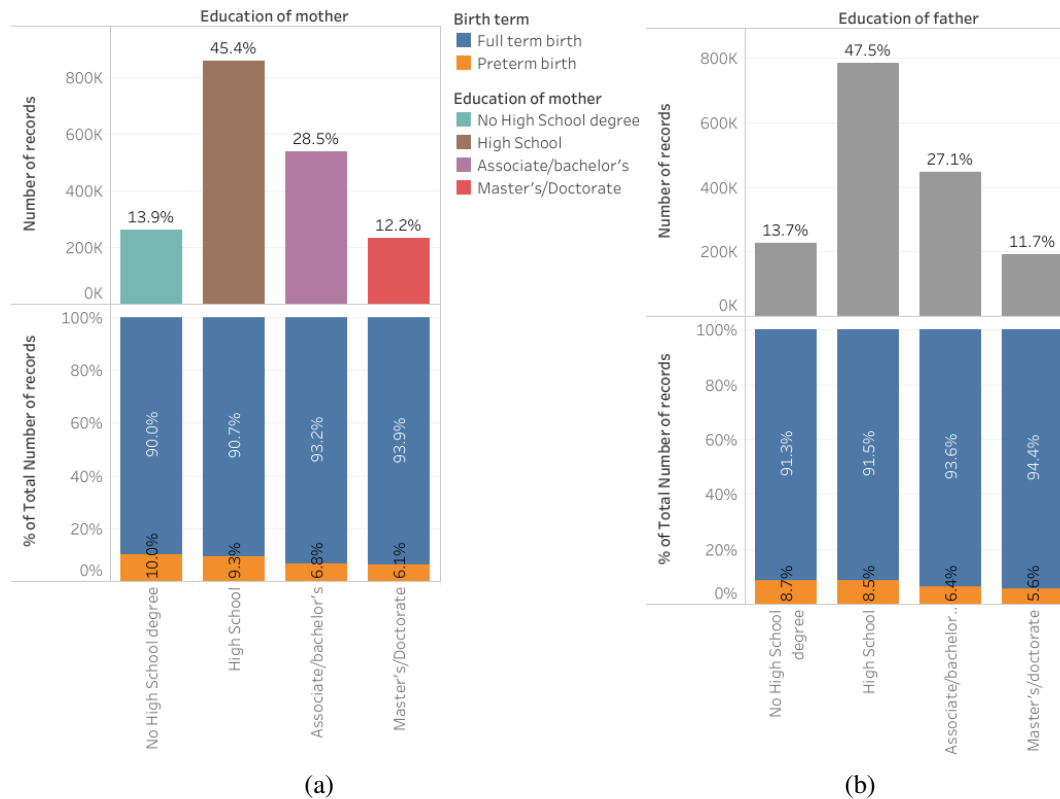 Education of mother
Number of records
800K
600K
400K
200K
0K
45.4%
28.5%
13.9%
12.2%
% of Total Number of records
100%
80%
60%
40%
20%
0%
90.0%
90.7%
93.2%
93.9%
10.0%
9.3%
6.8%
6.1%
No High School degree
High School
Associate/bachelor's
Master's/Doctorate
(a)
Birth term
Full term birth
Preterm birth
Education of mother
No High School degree
High School
Associate/bachelor's
Master's/Doctorate
Education of father
Number of records
800K
600K
400K
200K
0K
47.5%
27.1%
13.7%
11.7%
% of Total Number of records
100%
80%
60%
40%
20%
0%
91.3%
91.5%
93.6%
94.4%
8.7%
8.5%
6.4%
5.6%
No High School
degree
High School
Associate/bachelor..
Master's/doctorate
(b)